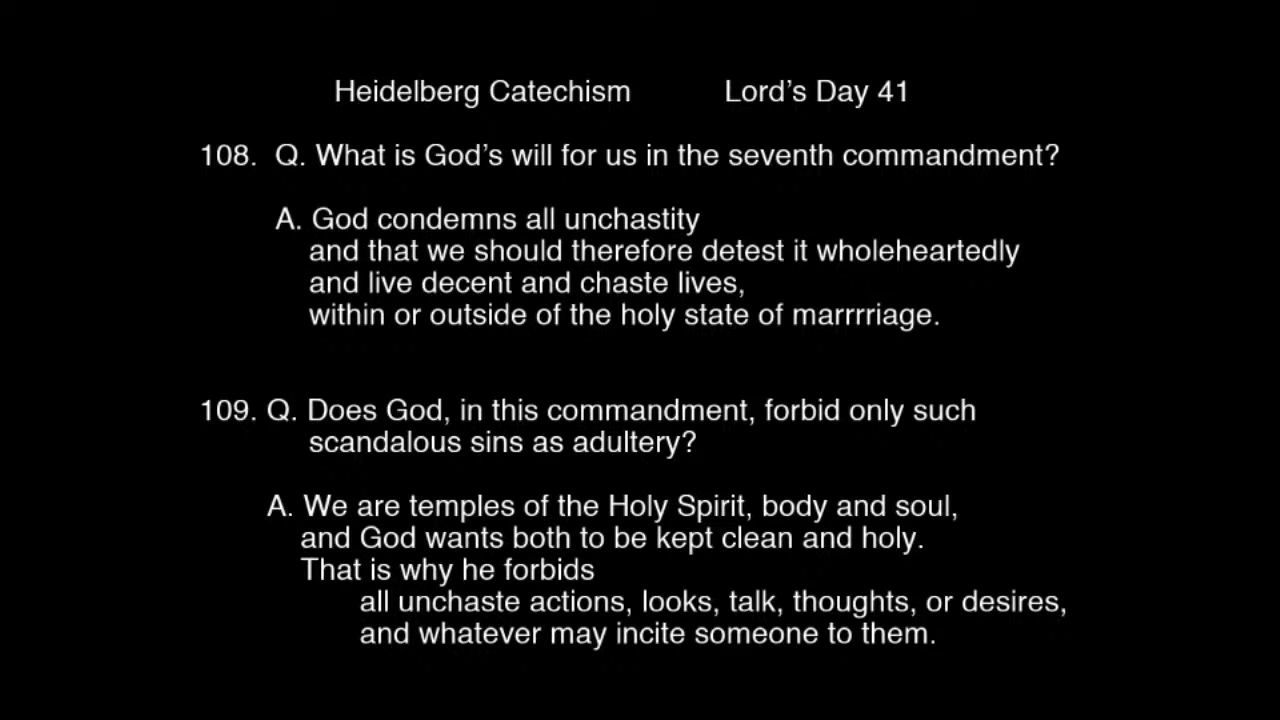 Heidelberg Catechism Lord's Day 41
108. Q. What is God's will for us in the seventh commandment?
A. God condemns all unchastity
and that we should therefore detest it wholeheartedly
and live decent and chaste lives,
within or outside of the holy state of marrrriage.
109. Q. Does God, in this commandment, forbid only such
scandalous sins as adultery?
A. We are temples of the Holy Spirit, body and soul,
and God wants both to be kept clean and holy.
That is why he forbids
all unchaste actions, looks, talk, thoughts, or desires,
and whatever may incite someone to them.